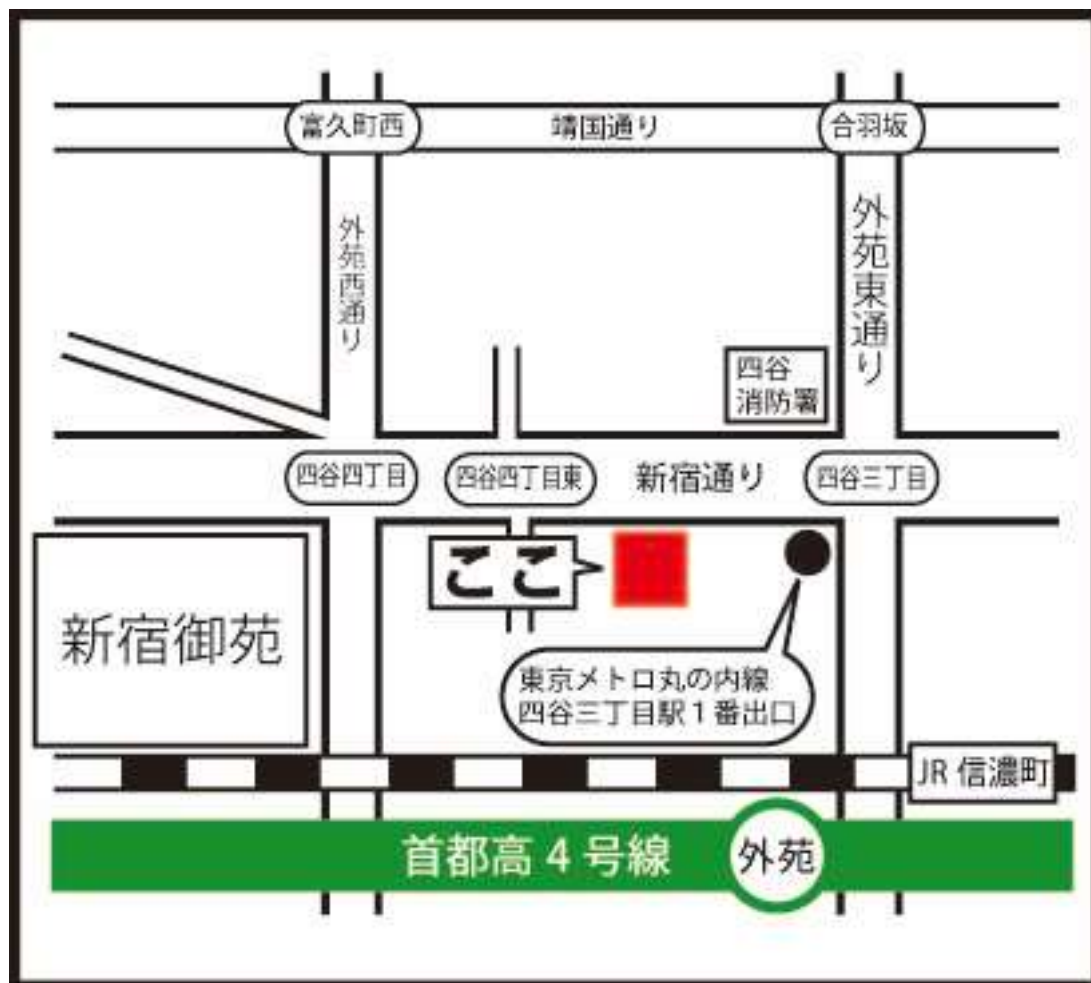 富久町西
靖国通り
合羽坂
外苑西通り
外苑東通り
四谷
消防署
四谷四丁目
四谷四丁目東
新宿通り
四谷三丁目
ここ
新宿御苑
東京メトロ丸の内線
四谷三丁目駅1番出口
JR 信濃町
首都高 4 号線
外苑